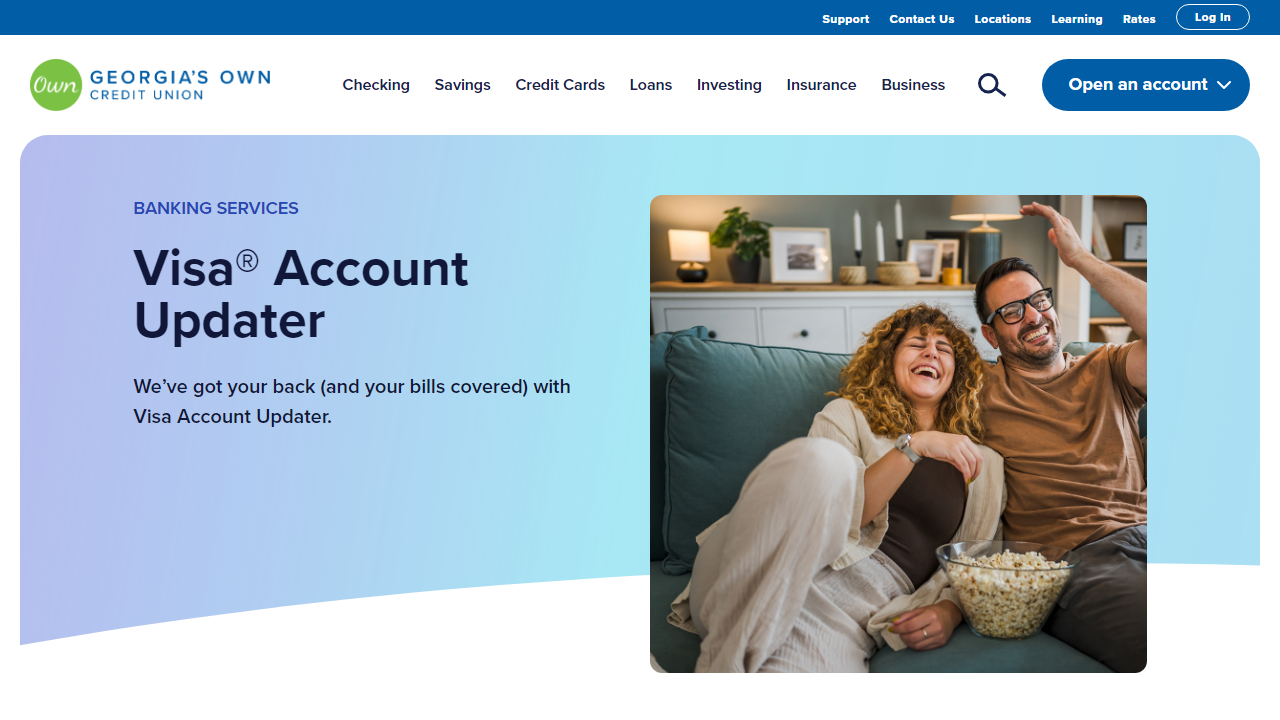 Support Contact Us Locations Learning Rates Log In
Own GEORGIA'S OWN
CREDIT UNION
Checking Savings Credit Cards Loans Investing Insurance Business Open an account
BANKING SERVICES
Visa® Account
Updater
We’ve got your back (and your bills covered) with
Visa Account Updater.